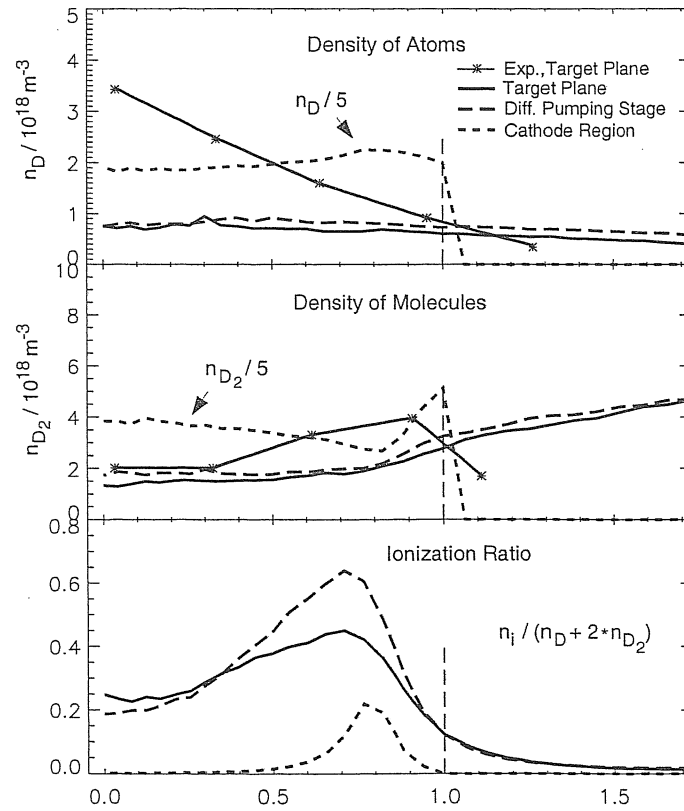 Density of Atoms
Exp.,Target Plane
Target Plane
Diff. Pumping Stage
Cathode Region
n_D / 5
n_D / 10^18 m^-3
5
4
3
2
1
0
Density of Molecules
n_D2 / 5
n_D2 / 10^18 m^-3
10
8
6
4
2
0
Ionization Ratio
n_i / (n_D + 2*n_D2)
0.8
0.6
0.4
0.2
0.0
0.0 0.5 1.0 1.5